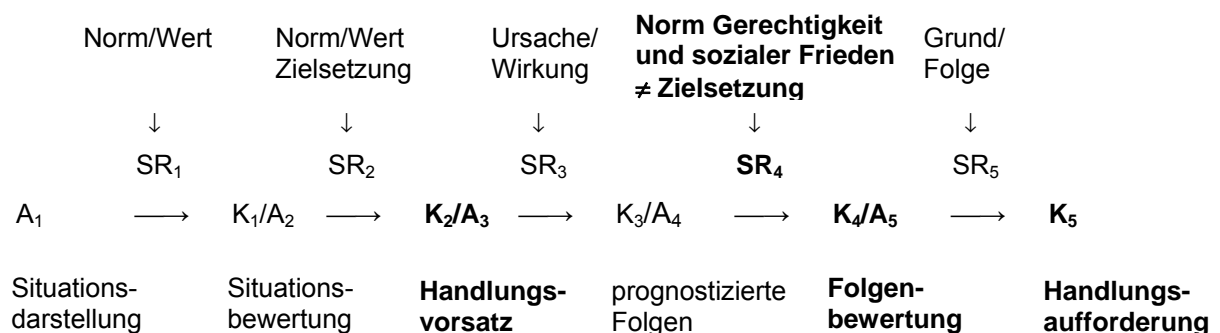 Norm/Wert Norm/Wert Ursache/ Norm Gerechtigkeit Grund/
Zielsetzung Wirkung und sozialer Frieden Folge
≠ Zielsetzung
↓ ↓ ↓ ↓ ↓
SR₁ SR₂ SR₃ SR₄ SR₅
A₁ ⟶ K₁/A₂ ⟶ K₂/A₃ ⟶ K₃/A₄ ⟶ K₄/A₅ ⟶ K₅
Situations- Situations- Handlungs- prognostizierte Folgen- Handlungs-
darstellung bewertung vorsatz Folgen bewertung aufforderung